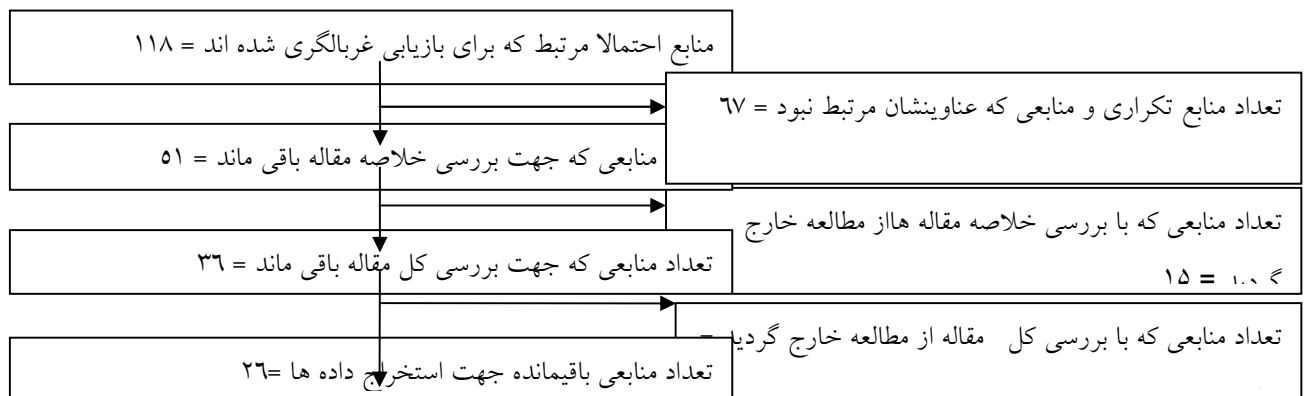 منابع احتمالا مرتبط که برای بازیابی غربالگری شده اند = ۱۱۸
تعداد منابع تکراری و منابعی که عناوینشان مرتبط نبود = ٦٧
منابعی که جهت بررسی خلاصه مقاله باقی ماند = ۵۱
تعداد منابعی که با بررسی خلاصه مقاله هااز مطالعه خارج
= ۱۵
تعداد منابعی که جهت بررسی کل مقاله باقی ماند = ۳٦
تعداد منابعی که با بررسی کل مقاله از مطالعه خارج گردید =
تعداد منابعی باقیمانده جهت استخراج داده ها =۲٦